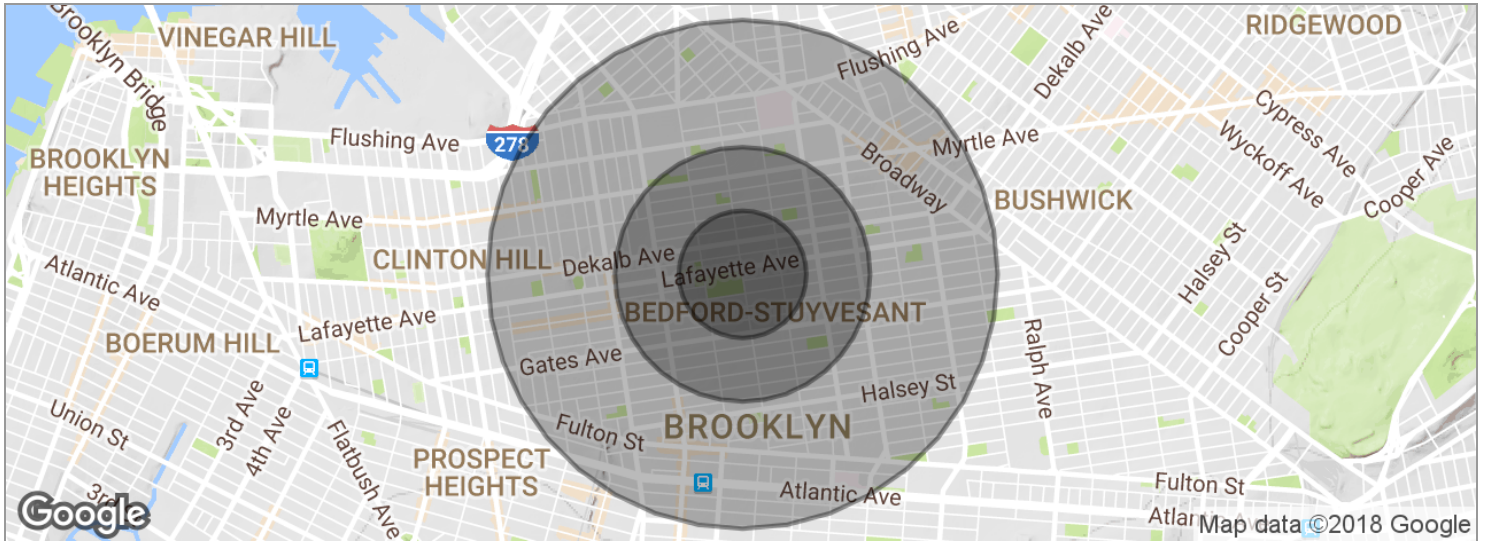 Brooklyn Bridge
VINEGAR HILL
Flushing Ave
278
BROOKLYN
HEIGHTS
Myrtle Ave
CLINTON HILL
Atlantic Ave
Lafayette Ave
BOERUM HILL
Dekalb Ave
Lafayette Ave
BEDFORD-STUYVESANT
Gates Ave
Flushing Ave
Dekalb Ave
RIDGEWOOD
Myrtle Ave
Broadway
BUSHWICK
Cypress Ave
Wyckoff Ave
Cooper Ave
Halsey St
Cooper St
Ralph Ave
Halsey St
Union St
3rd Ave
4th Ave
Flatbush Ave
PROSPECT
HEIGHTS
Fulton St
BROOKLYN
Atlantic Ave
Fulton St
Google
Map data ©2018 Google